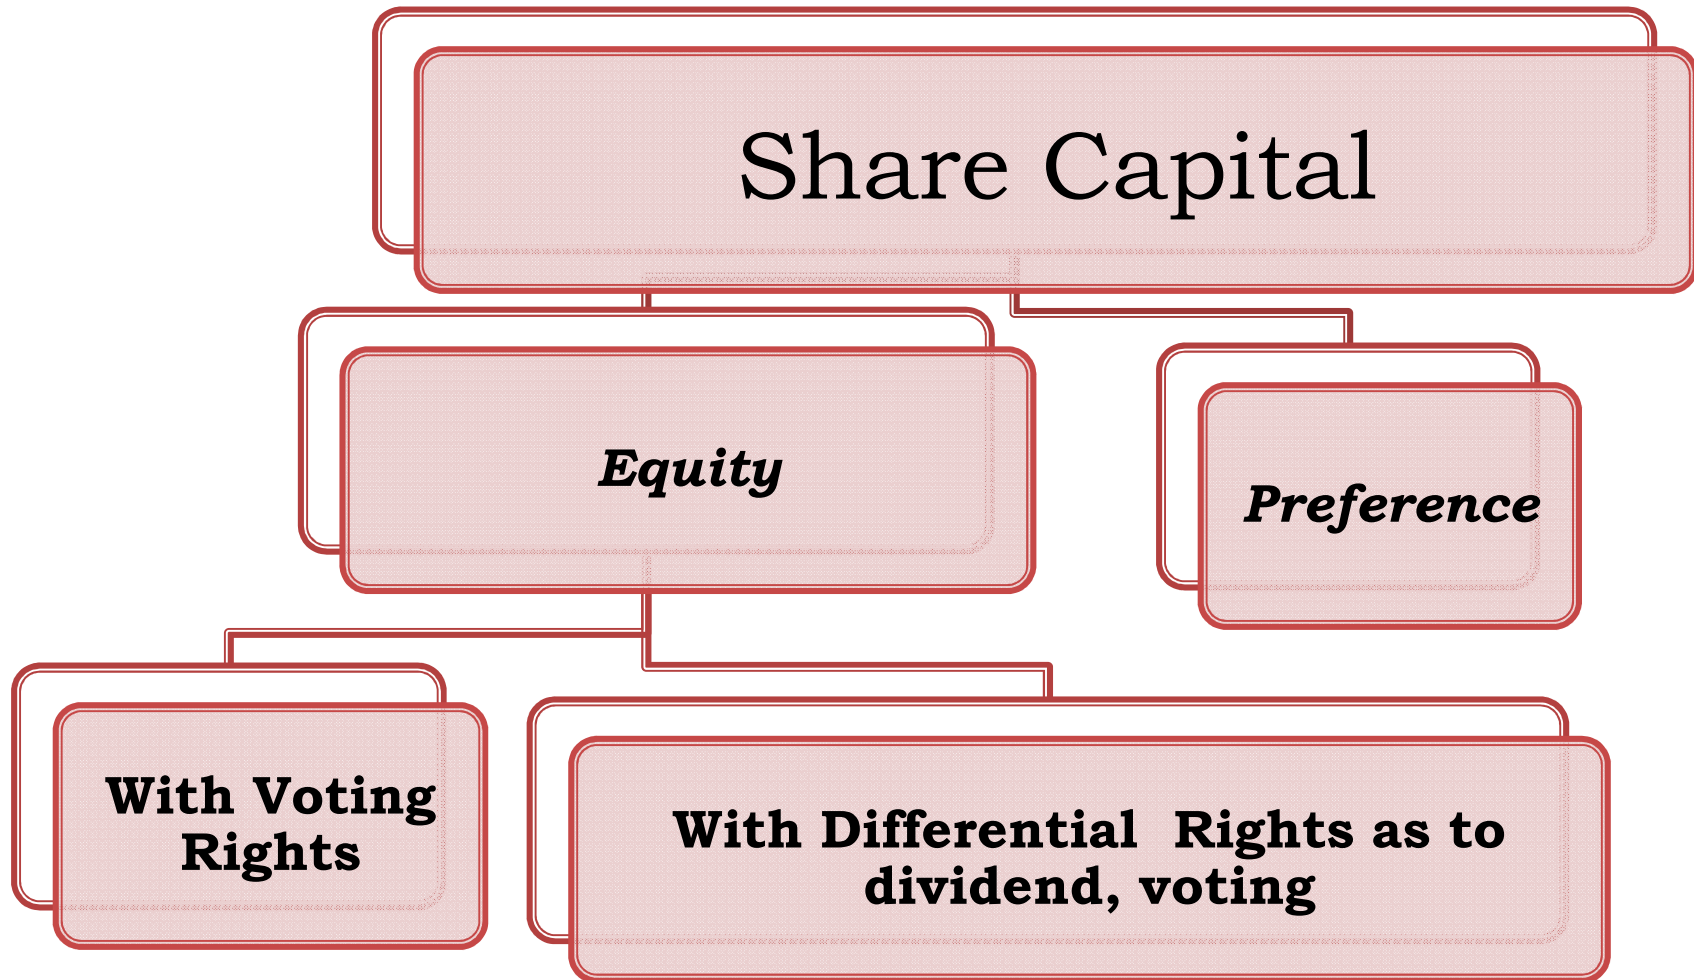 Share Capital
Equity
Preference
With Voting
Rights
With Differential  Rights as to
dividend, voting